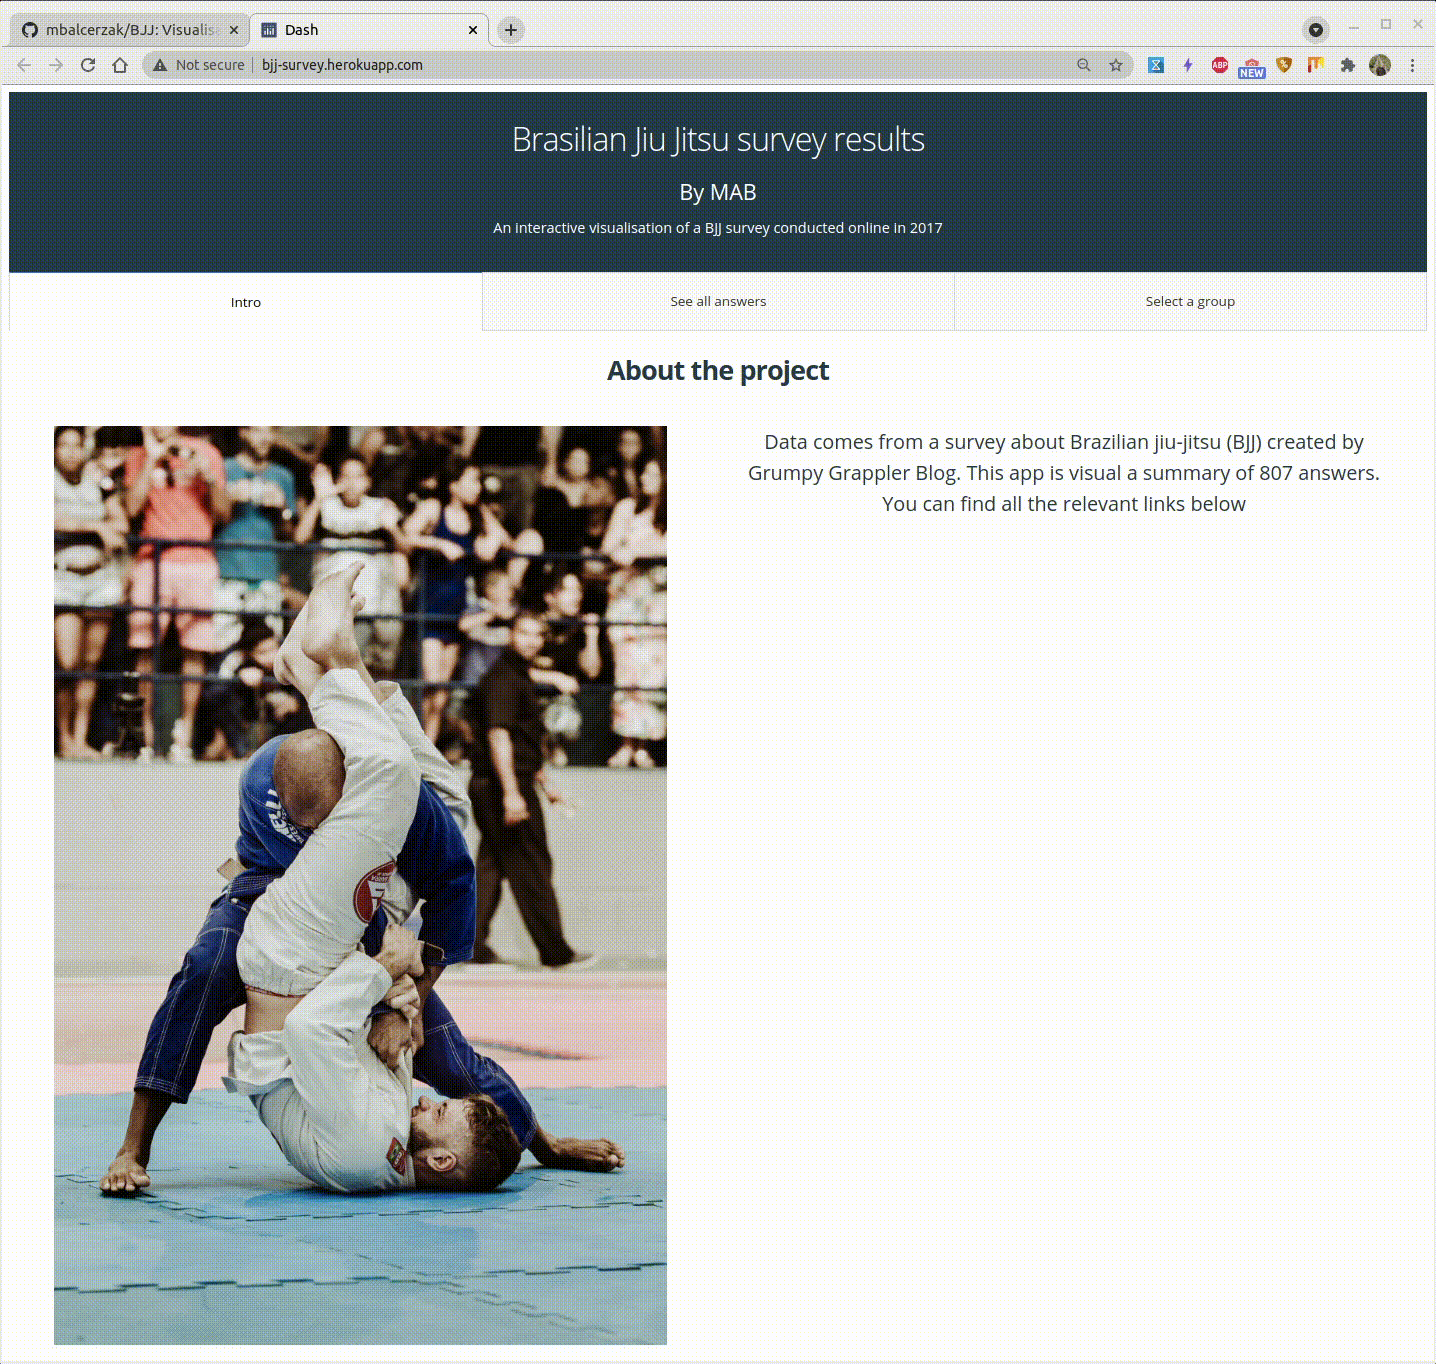 mbalcerzak/BJJ: Visualise
Dash
Not secure
bjj-survey.herokuapp.com
ABP
NEW
Brasilian Jiu Jitsu survey results
By MAB
An interactive visualisation of a BJJ survey conducted online in 2017
Intro
See all answers
Select a group
About the project
Data comes from a survey about Brazilian jiu-jitsu (BJJ) created by
Grumpy Grappler Blog. This app is visual a summary of 807 answers.
You can find all the relevant links below